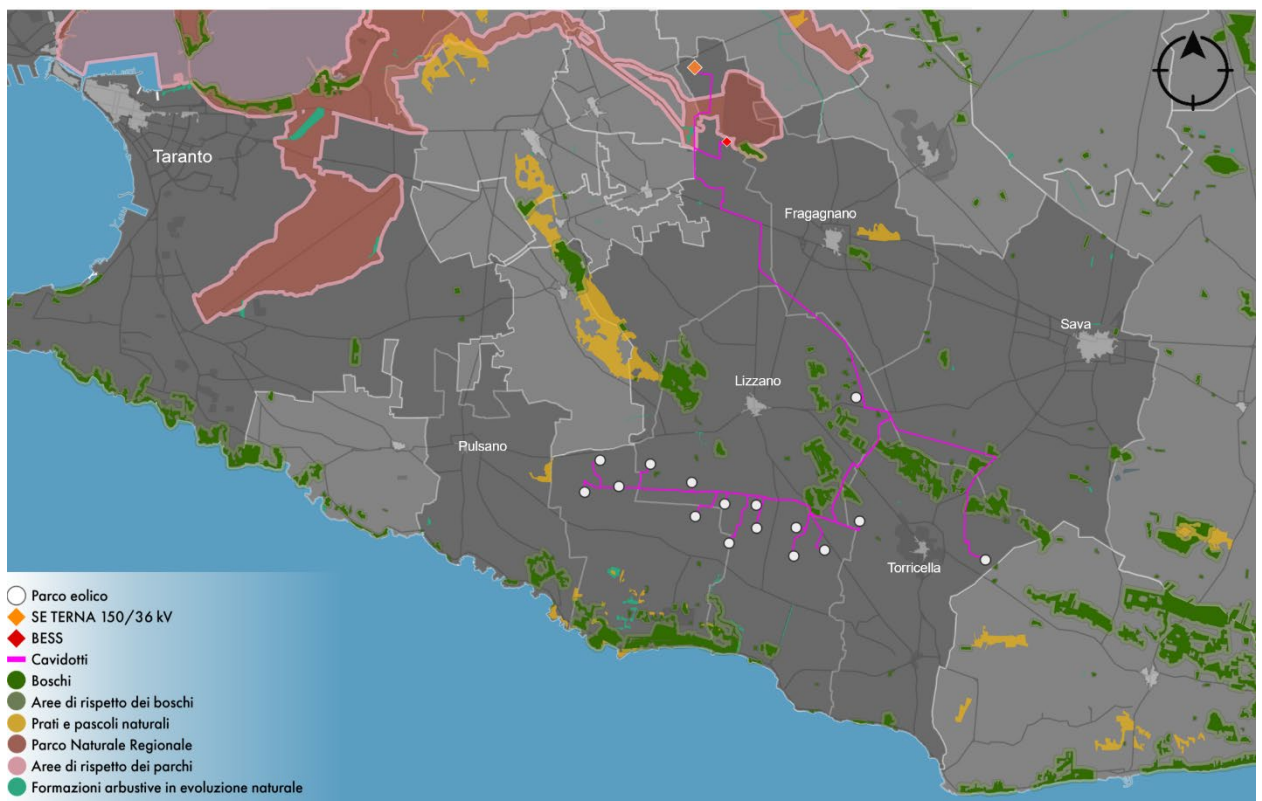 Taranto
Fragagnano
Sava
Lizzano
Pulsano
Torricella
Parco eolico
SE TERNA 150/36 kV
BESS
Cavidotti
Boschi
Aree di rispetto dei boschi
Prati e pascoli naturali
Parco Naturale Regionale
Aree di rispetto dei parchi
Formazioni arbustive in evoluzione naturale